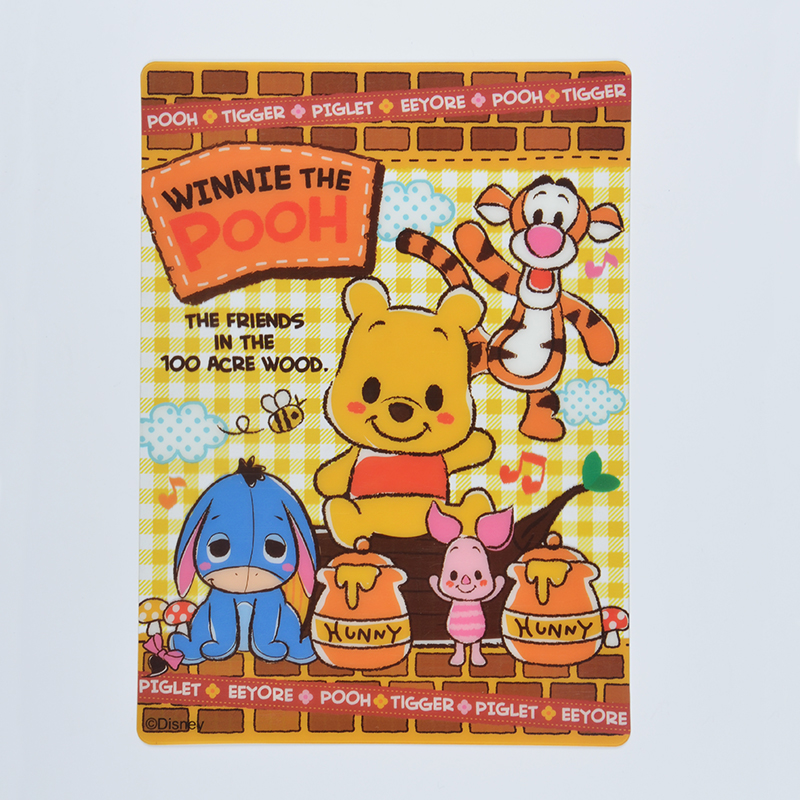 POOH TIGGER PIGLET EEYORE POOH TIGGER
WINNIE THE
POOH
THE FRIENDS
IN THE
100 ACRE WOOD.
HUNNY
HUNNY
PIGLET EEYORE POOH TIGGER PIGLET EEYORE
©Disney